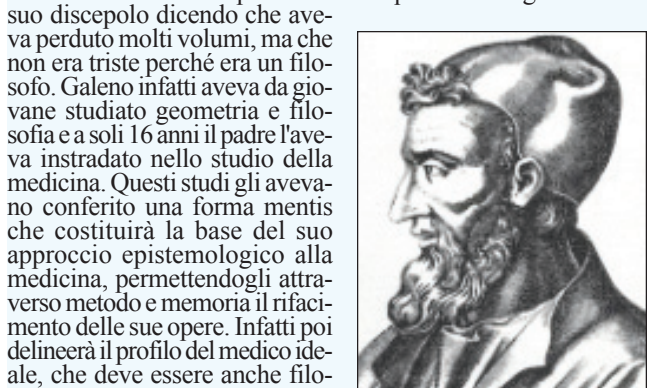 suo discepolo dicendo che ave-
va perduto molti volumi, ma che
non era triste perché era un filo-
sofo. Galeno infatti aveva da gio-
vane studiato geometria e filo-
sofia e a soli 16 anni il padre l'ave-
va instradato nello studio della
medicina. Questi studi gli aveva-
no conferito una forma mentis
che costituirà la base del suo
approccio epistemologico alla
medicina, permettendogli attra-
verso metodo e memoria il rifaci-
mento delle sue opere. Infatti poi
delineerà il profilo del medico ide-
ale, che deve essere anche filo-